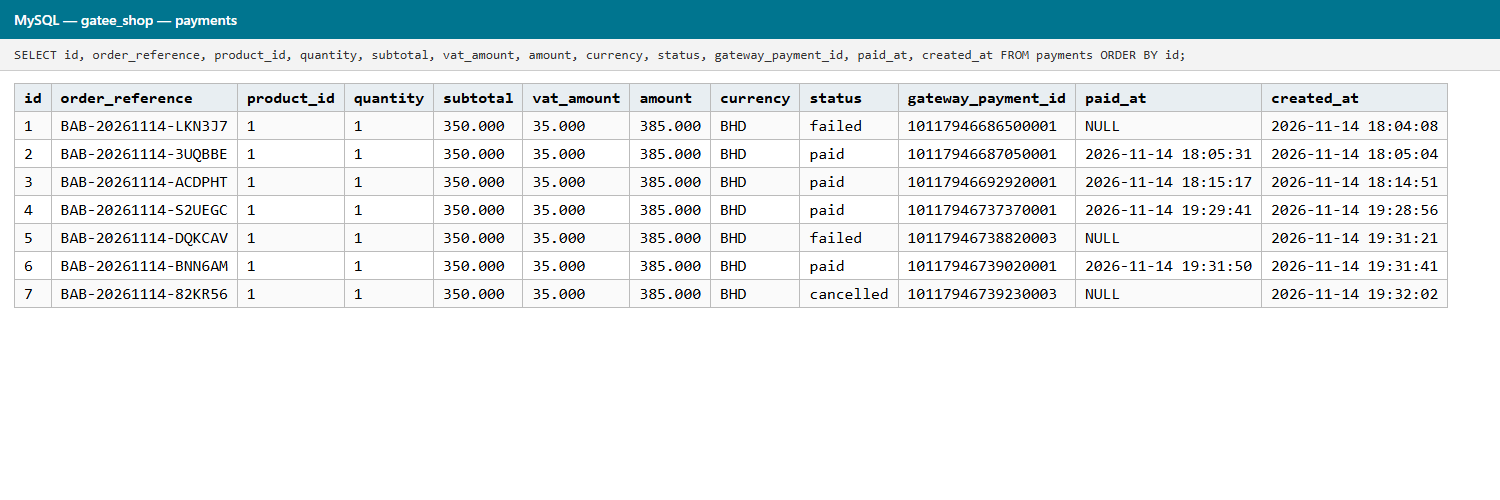 MySQL — gatee_shop — payments
SELECT id, order_reference, product_id, quantity, subtotal, vat_amount, amount, currency, status, gateway_payment_id, paid_at, created_at FROM payments ORDER BY id;
id order_reference product_id quantity subtotal vat_amount amount currency status gateway_payment_id paid_at created_at
1 BAB-20261114-LKN3J7 1 1 350.000 35.000 385.000 BHD failed 10117946686500001 NULL 2026-11-14 18:04:08
2 BAB-20261114-3UQBBE 1 1 350.000 35.000 385.000 BHD paid 10117946687050001 2026-11-14 18:05:31 2026-11-14 18:05:04
3 BAB-20261114-ACDPHT 1 1 350.000 35.000 385.000 BHD paid 10117946692920001 2026-11-14 18:15:17 2026-11-14 18:14:51
4 BAB-20261114-S2UEGC 1 1 350.000 35.000 385.000 BHD paid 10117946737370001 2026-11-14 19:29:41 2026-11-14 19:28:56
5 BAB-20261114-DQKCAV 1 1 350.000 35.000 385.000 BHD failed 10117946738820003 NULL 2026-11-14 19:31:21
6 BAB-20261114-BNN6AM 1 1 350.000 35.000 385.000 BHD paid 10117946739020001 2026-11-14 19:31:50 2026-11-14 19:31:41
7 BAB-20261114-82KR56 1 1 350.000 35.000 385.000 BHD cancelled 10117946739230003 NULL 2026-11-14 19:32:02